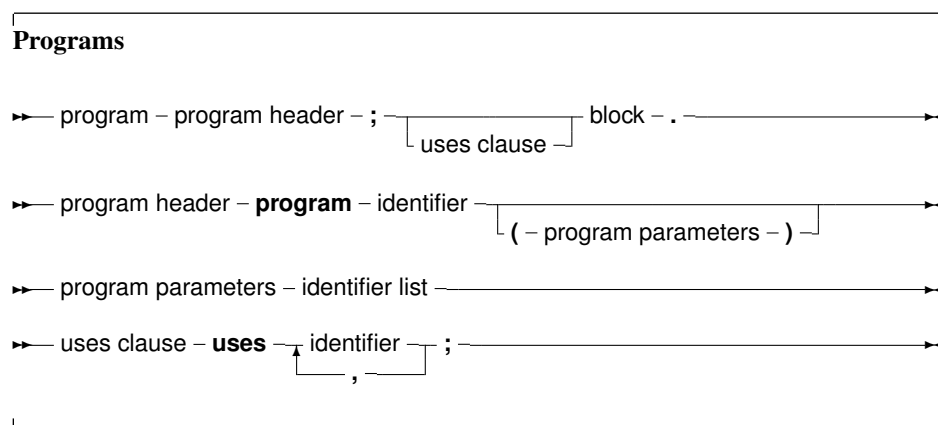 Programs
program – program header – ; block – .
uses clause
program header – program – identifier
( – program parameters – )
program parameters – identifier list
uses clause – uses identifier ;
,